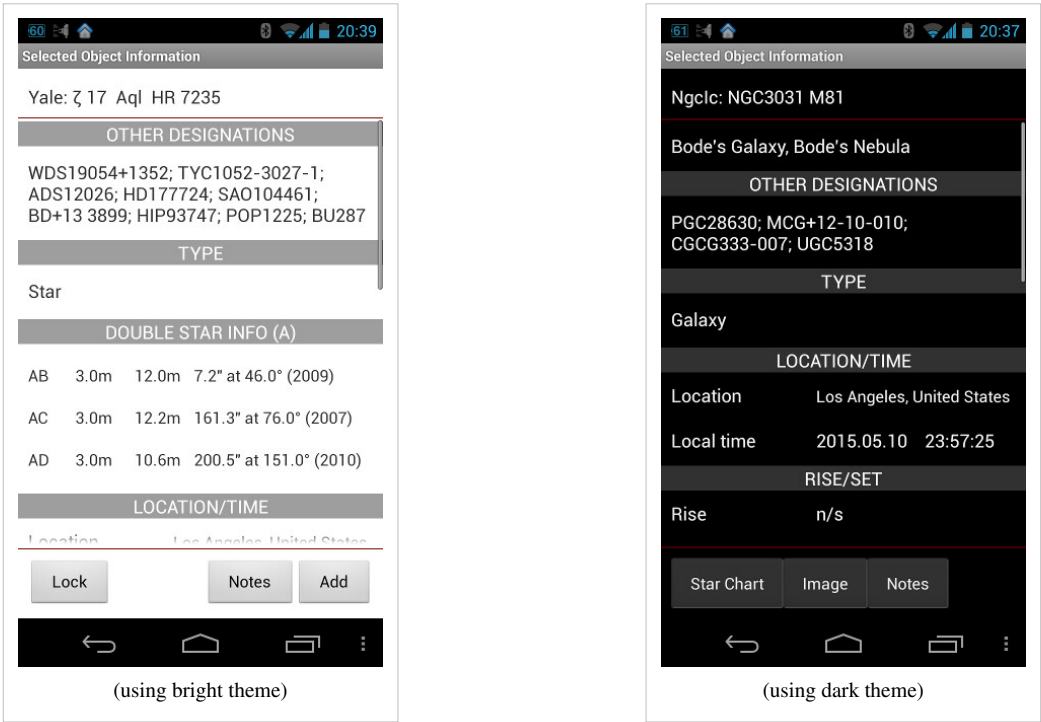 60 20:39
Selected Object Information
Yale: ζ 17 Aql HR 7235
OTHER DESIGNATIONS
WDS19054+1352; TYC1052-3027-1;
ADS12026; HD177724; SAO104461;
BD+13 3899; HIP93747; POP1225; BU287
TYPE
Star
DOUBLE STAR INFO (A)
AB 3.0m 12.0m 7.2" at 46.0° (2009)
AC 3.0m 12.2m 161.3" at 76.0° (2007)
AD 3.0m 10.6m 200.5" at 151.0° (2010)
LOCATION/TIME
Location Los Angeles, United States
Lock Notes Add
(using bright theme)
61 20:37
Selected Object Information
NgcIc: NGC3031 M81
Bode's Galaxy, Bode's Nebula
OTHER DESIGNATIONS
PGC28630; MCG+12-10-010;
CGCG333-007; UGC5318
TYPE
Galaxy
LOCATION/TIME
Location Los Angeles, United States
Local time 2015.05.10 23:57:25
RISE/SET
Rise n/s
Star Chart Image Notes
(using dark theme)